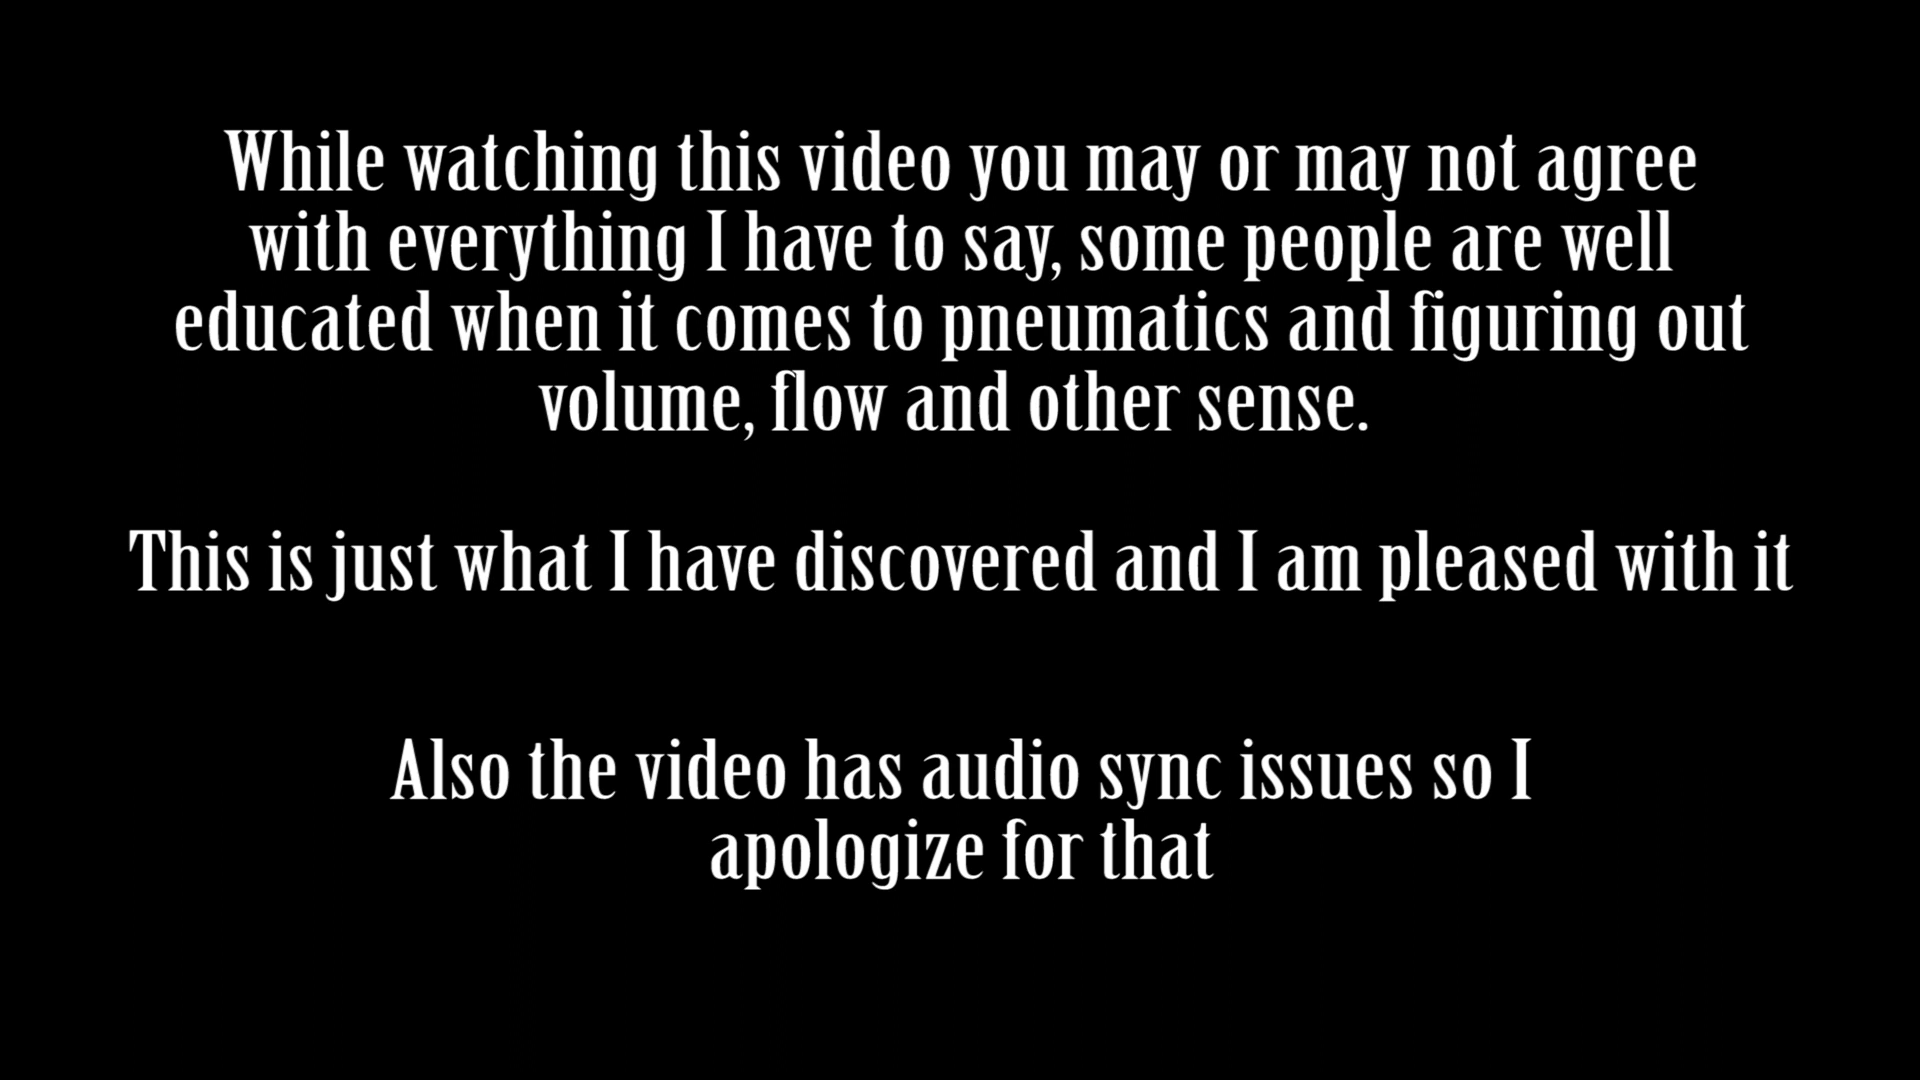 While watching this video you may or may not agree
with everything I have to say, some people are well
educated when it comes to pneumatics and figuring out
volume, flow and other sense.
This is just what I have discovered and I am pleased with it
Also the video has audio sync issues so I
apologize for that